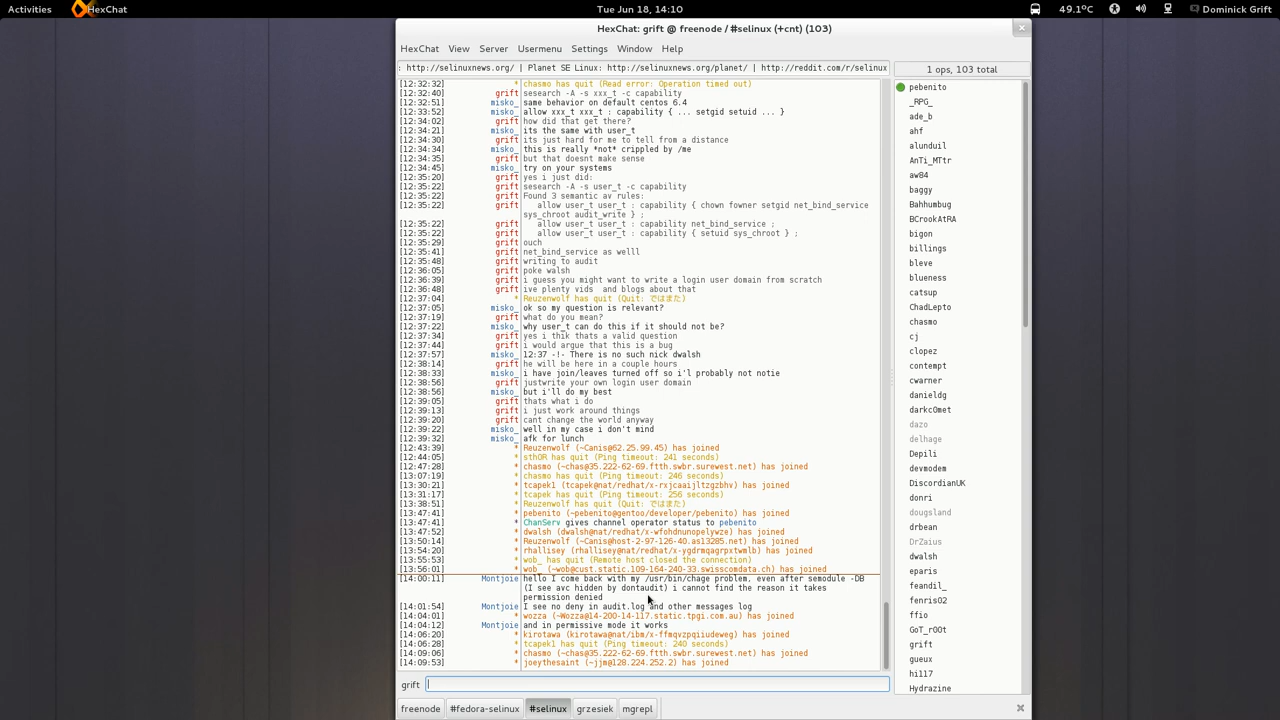 Activities HexChat Tue Jun 18, 14:10 49.1°C Dominick Grift
HexChat: grift @ freenode / #selinux (+cnt) (103)
HexChat View Server Usermenu Settings Window Help
: http://selinuxnews.org/ | Planet SE Linux: http://selinuxnews.org/planet/ | http://reddit.com/r/selinux
1 ops, 103 total
[12:32:32] * chasmo has quit (Read error: Operation timed out)
[12:32:40] grift sesearch -A -s xxx_t -c capability
[12:32:51] misko_ same behavior on default centos 6.4
[12:33:52] misko_ allow xxx_t xxx_t : capability { ... setgid setuid ... }
[12:34:02] grift how did that get there?
[12:34:21] misko_ its the same with user_t
[12:34:30] grift its just hard for me to tell from a distance
[12:34:34] misko_ this is really *not* crippled by /me
[12:34:35] grift but that doesnt make sense
[12:34:45] misko_ try on your systems
[12:35:20] grift yes i just did:
[12:35:22] grift sesearch -A -s user_t -c capability
[12:35:22] grift Found 3 semantic av rules:
[12:35:22] grift allow user_t user_t : capability { chown fowner setgid net_bind_service
sys_chroot audit_write } ;
[12:35:22] grift allow user_t user_t : capability net_bind_service ;
[12:35:22] grift allow user_t user_t : capability { setuid sys_chroot } ;
[12:35:29] grift ouch
[12:35:41] grift net_bind_service as welll
[12:35:48] grift writing to audit
[12:36:05] grift poke walsh
[12:36:39] grift i guess you might want to write a login user domain from scratch
[12:36:48] grift ive plenty vids and blogs about that
[12:37:04] * Reuzenwolf has quit (Quit: ではまた)
[12:37:05] misko_ ok so my question is relevant?
[12:37:19] grift what do you mean?
[12:37:22] misko_ why user_t can do this if it should not be?
[12:37:34] grift yes i thik thats a valid question
[12:37:44] grift i would argue that this is a bug
[12:37:57] misko_ 12:37 -!- There is no such nick dwalsh
[12:38:14] grift he will be here in a couple hours
[12:38:33] misko_ i have join/leaves turned off so i'l probably not notie
[12:38:56] grift justwrite your own login user domain
[12:38:56] misko_ but i'll do my best
[12:39:05] grift thats what i do
[12:39:13] grift i just work around things
[12:39:20] grift cant change the world anyway
[12:39:22] misko_ well in my case i don't mind
[12:39:32] misko_ afk for lunch
[12:43:39] * Reuzenwolf (~Canis@62.25.99.45) has joined
[12:44:05] * sthOR has quit (Ping timeout: 241 seconds)
[12:47:28] * chasmo (~chas@35.222-62-69.ftth.swbr.surewest.net) has joined
[13:07:19] * chasmo has quit (Ping timeout: 246 seconds)
[13:30:21] * tcapek1 (tcapek@nat/redhat/x-rxjcaaijltzgzbhv) has joined
[13:31:17] * tcapek has quit (Ping timeout: 256 seconds)
[13:38:51] * Reuzenwolf has quit (Quit: ではまた)
[13:47:41] * pebenito (~pebenito@gentoo/developer/pebenito) has joined
[13:47:41] * ChanServ gives channel operator status to pebenito
[13:47:52] * dwalsh (dwalsh@nat/redhat/x-wfohdnunopelywze) has joined
[13:50:14] * Reuzenwolf (~Canis@host-2-97-126-40.as13285.net) has joined
[13:54:20] * rhallisey (rhallisey@nat/redhat/x-ygdrmqagrpxtwmlb) has joined
[13:55:53] * wob_ has quit (Remote host closed the connection)
[13:56:01] * wob_ (~wob@cust.static.109-164-240-33.swisscomdata.ch) has joined
[14:00:11] Montjoie hello I come back with my /usr/bin/chage problem, even after semodule -DB
(I see avc hidden by dontaudit) i cannot find the reason it takes
permission denied
[14:01:54] Montjoie I see no deny in audit.log and other messages log
[14:04:01] * wozza (~Wozza@14-200-14-117.static.tpgi.com.au) has joined
[14:04:12] Montjoie and in permissive mode it works
[14:06:20] * kirotawa (kirotawa@nat/ibm/x-ffmqvzpqiiudeweg) has joined
[14:06:28] * tcapek1 has quit (Ping timeout: 240 seconds)
[14:09:06] * chasmo (~chas@35.222-62-69.ftth.swbr.surewest.net) has joined
[14:09:53] * joeythesaint (~jjm@128.224.252.2) has joined
pebenito
_RPG_
ade_b
ahf
alunduil
AnTi_MTtr
aw84
baggy
Bahhumbug
BCrookAtRA
bigon
billings
bleve
blueness
catsup
ChadLepto
chasmo
cj
clopez
contempt
cwarner
danieldg
darkc0met
dazo
delhage
Depili
devmodem
DiscordianUK
donri
dougsland
drbean
DrZaius
dwalsh
eparis
feandil_
fenris02
ffio
GoT_r00t
grift
gueux
hi117
Hydrazine
grift
freenode #fedora-selinux #selinux grzesiek mgrepl